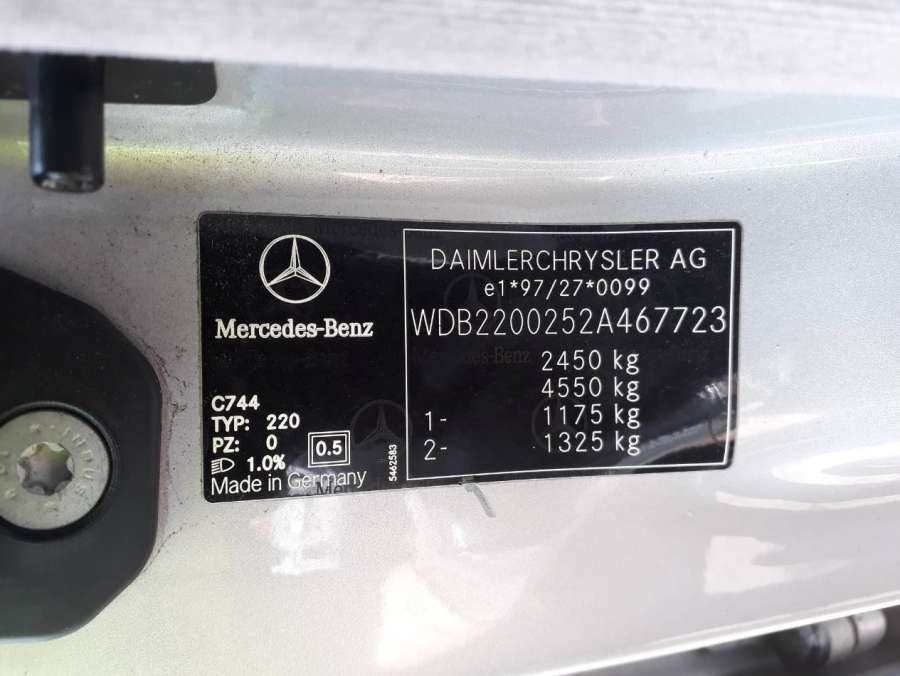 Mercedes-Benz
C744
TYP: 220
PZ: 0
1.0% 0.5
Made in Germany
5462583
DAIMLERCHRYSLER AG
e1*97/27*0099
WDB2200252A467723
2450 kg
4550 kg
1- 1175 kg
2- 1325 kg